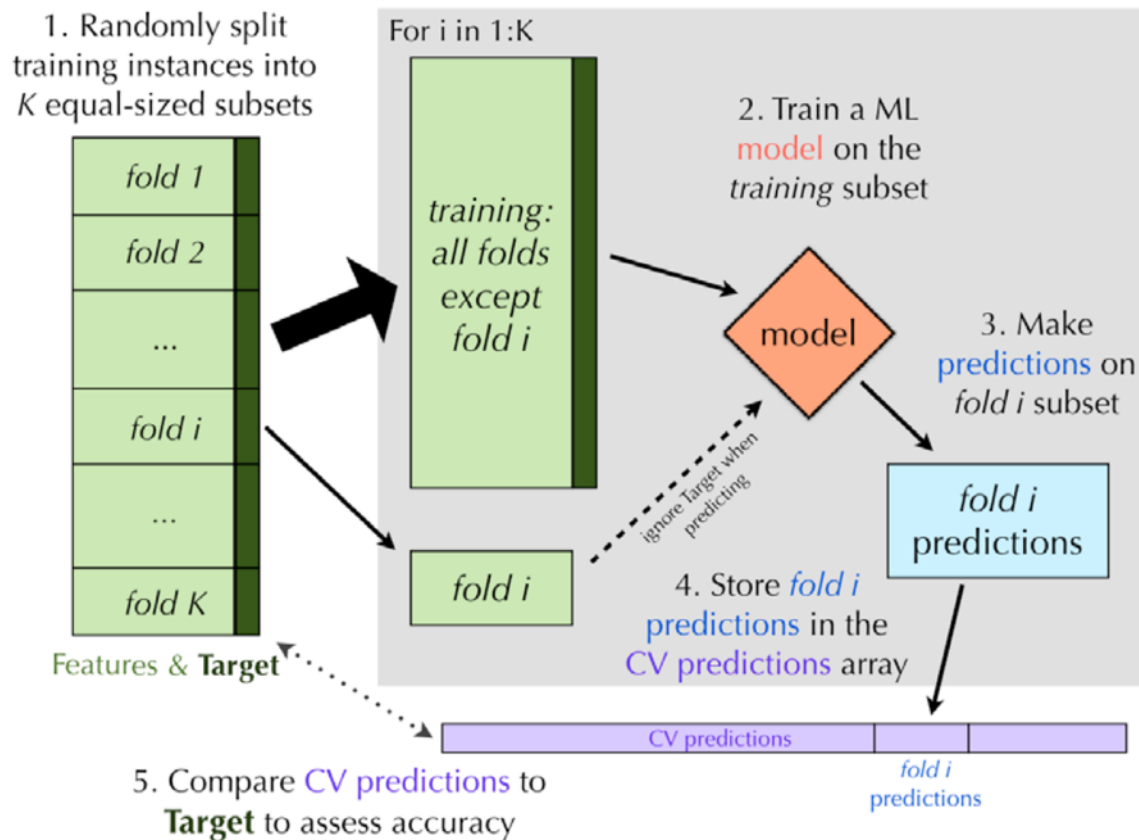 1. Randomly split
training instances into
K equal-sized subsets
fold 1
fold 2
...
fold i
...
fold K
Features & Target
For i in 1:K
training:
all folds
except
fold i
fold i
2. Train a ML
model on the
training subset
model
ignore Target when
predicting
3. Make
predictions on
fold i subset
fold i
predictions
4. Store fold i
predictions in the
CV predictions array
CV predictions
fold i
predictions
5. Compare CV predictions to
Target to assess accuracy